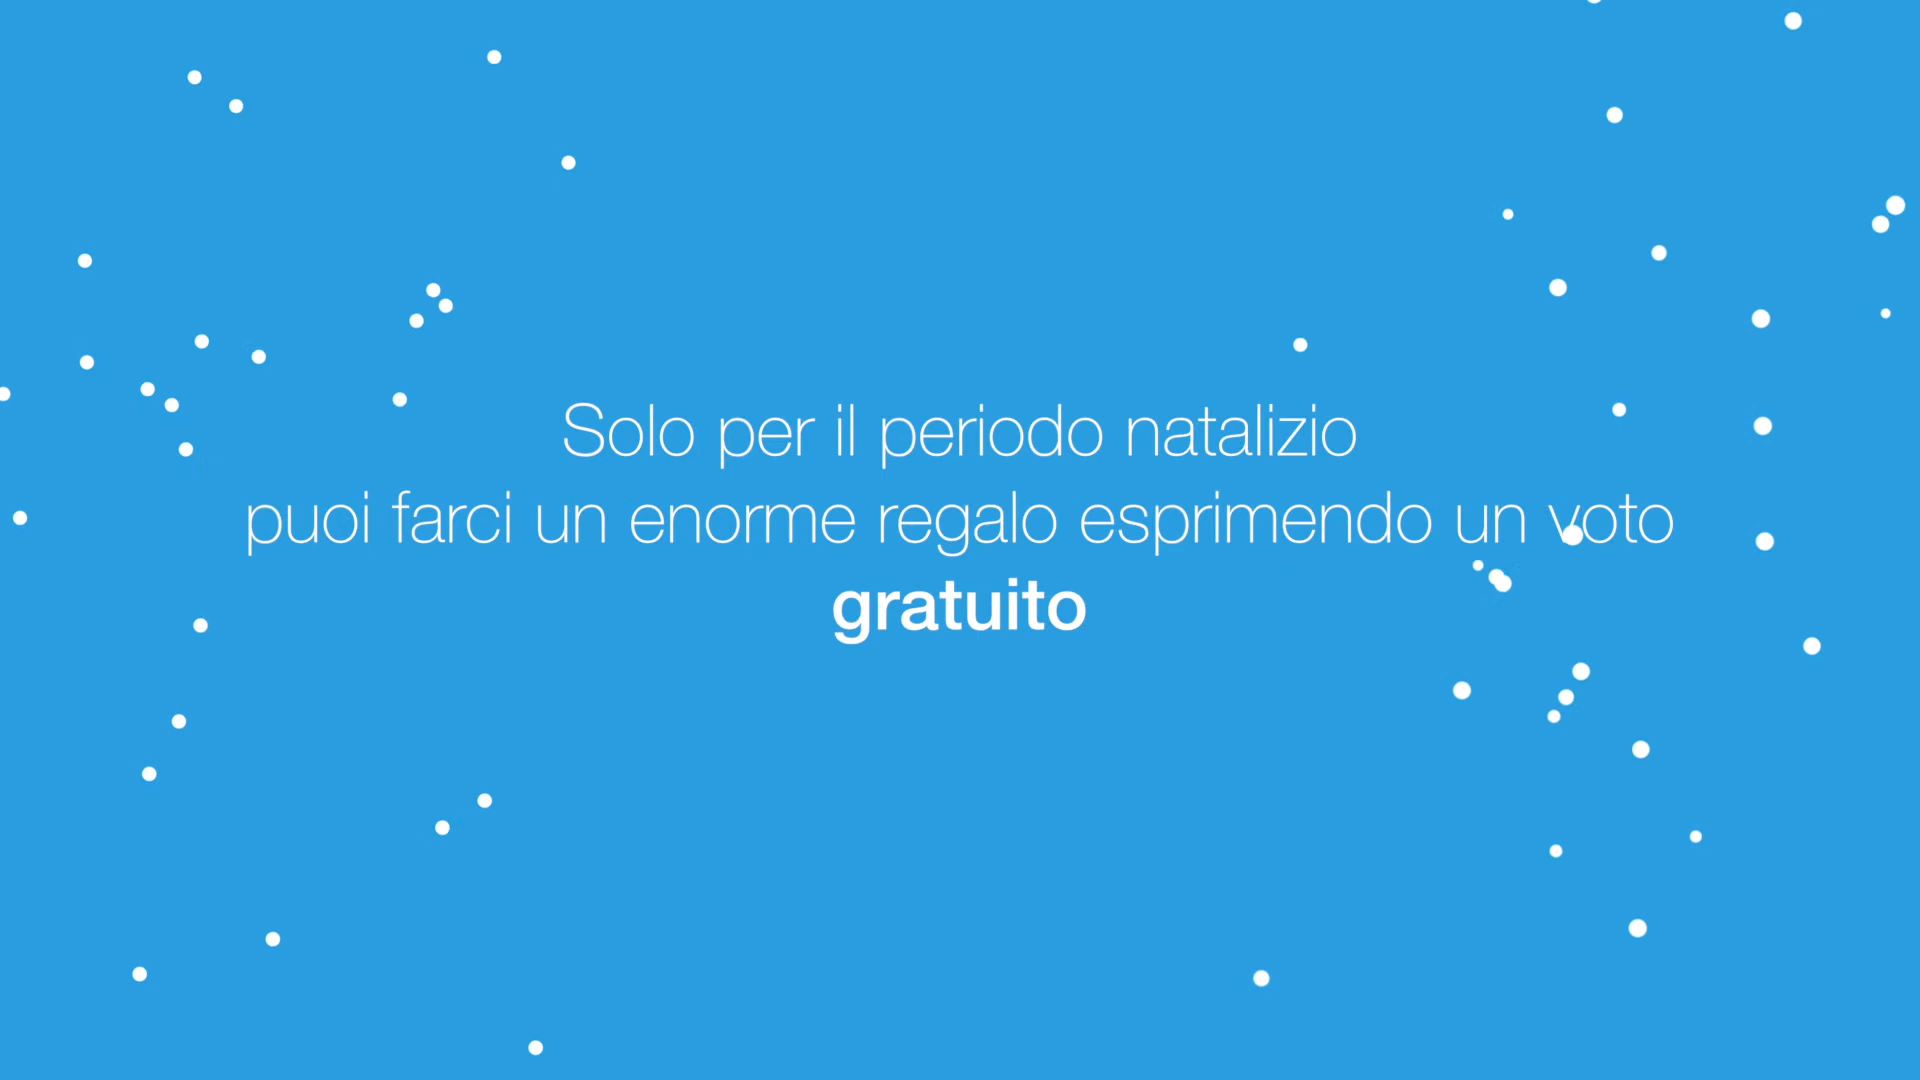 Solo per il periodo natalizio
puoi farci un enorme regalo esprimendo un voto
gratuito